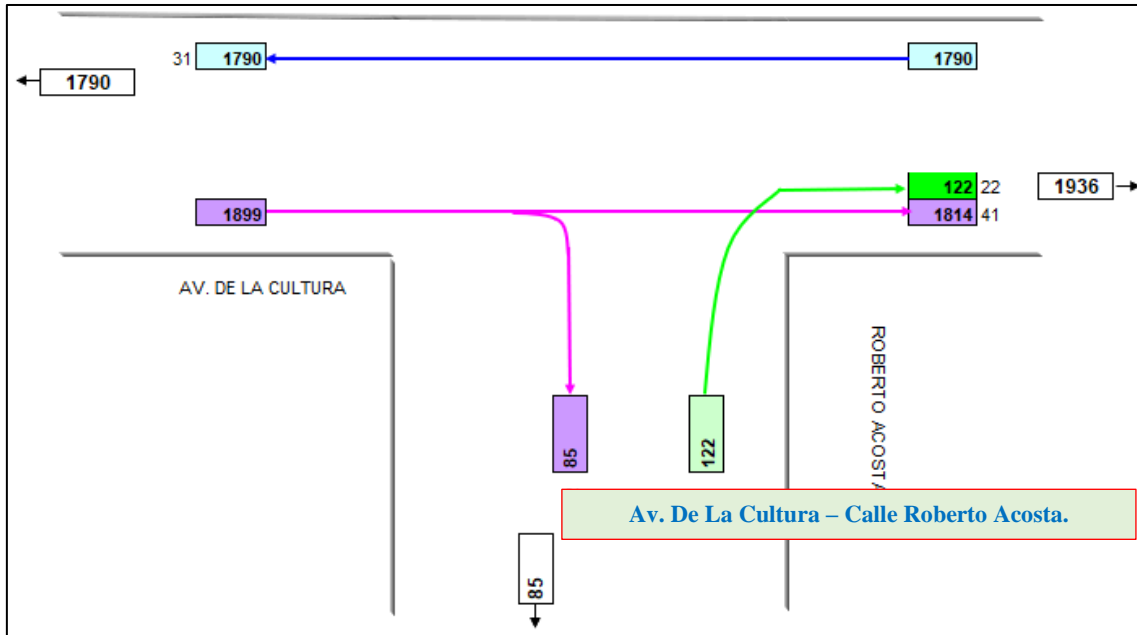 31 1790 1790
1790
122 22 1936
1899 1814 41
AV. DE LA CULTURA
ROBERTO ACOSTA
85 122
Av. De La Cultura – Calle Roberto Acosta.
85